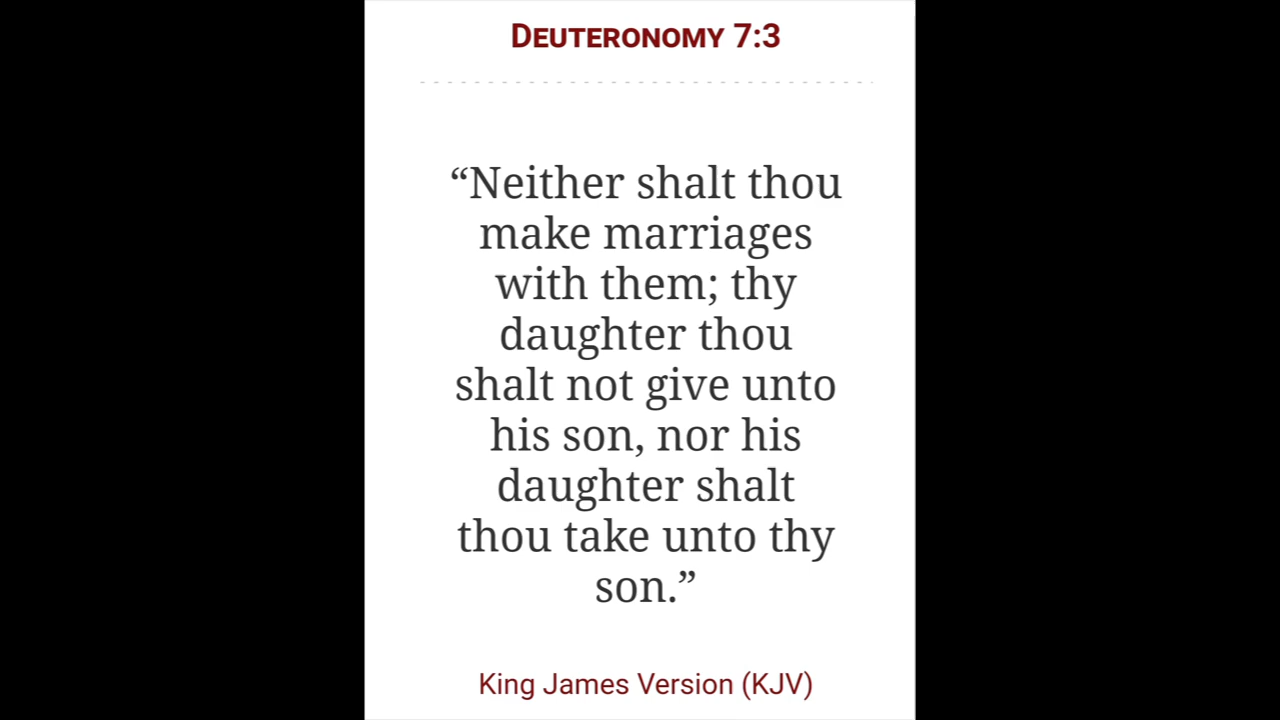 Deuteronomy 7:3
“Neither shalt thou
make marriages
with them; thy
daughter thou
shalt not give unto
his son, nor his
daughter shalt
thou take unto thy
son.”
King James Version (KJV)